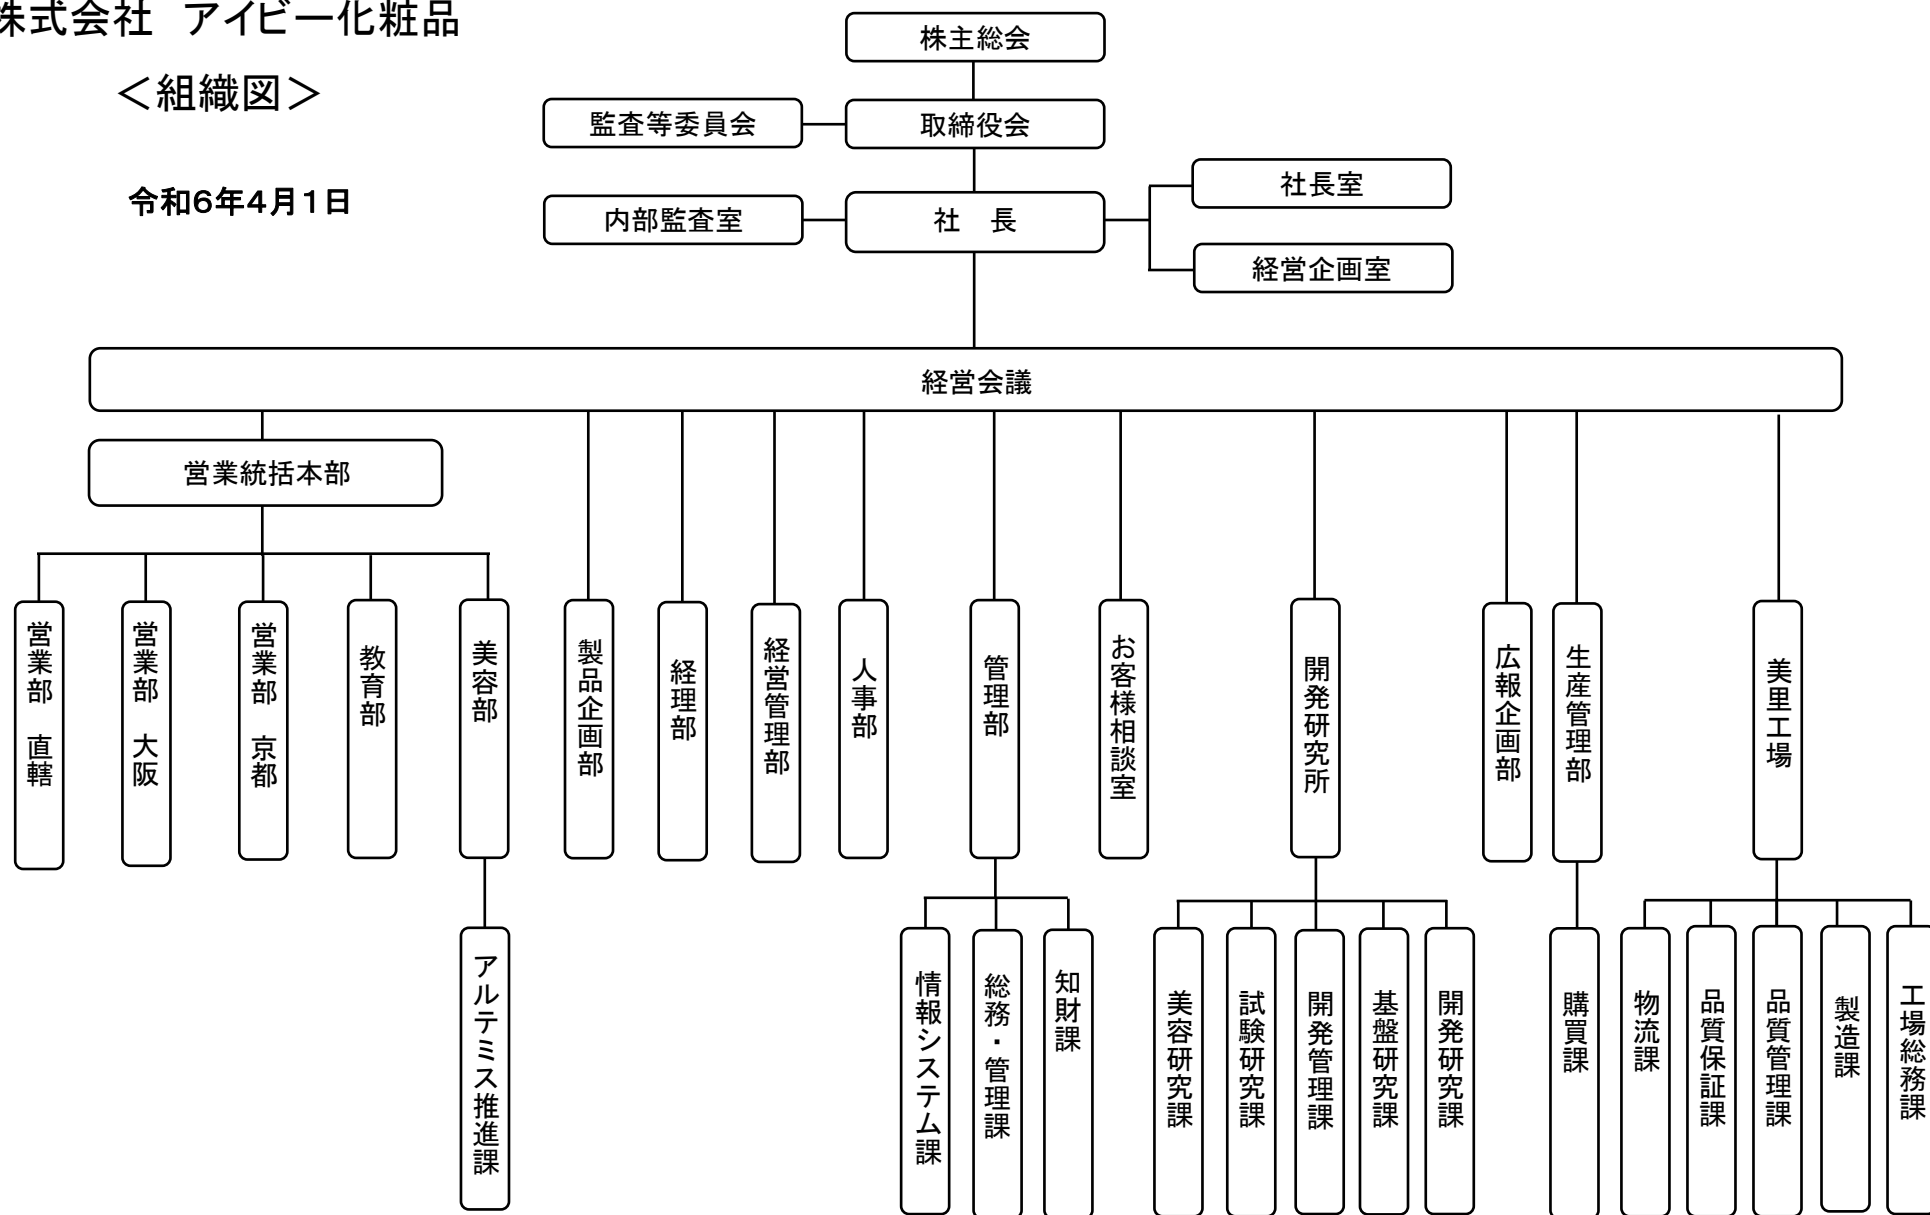 株式会社 アイビー化粧品
＜組織図＞
令和6年4月1日
株主総会
監査等委員会
取締役会
社長室
内部監査室
社　長
経営企画室
経営会議
営業統括本部
営業部　直轄
営業部　大阪
営業部　京都
教育部
美容部
製品企画部
経理部
経営管理部
人事部
管理部
お客様相談室
開発研究所
広報企画部
生産管理部
美里工場
アルテミス推進課
情報システム課
総務・管理課
知財課
美容研究課
試験研究課
開発管理課
基盤研究課
開発研究課
購買課
物流課
品質保証課
品質管理課
製造課
工場総務課